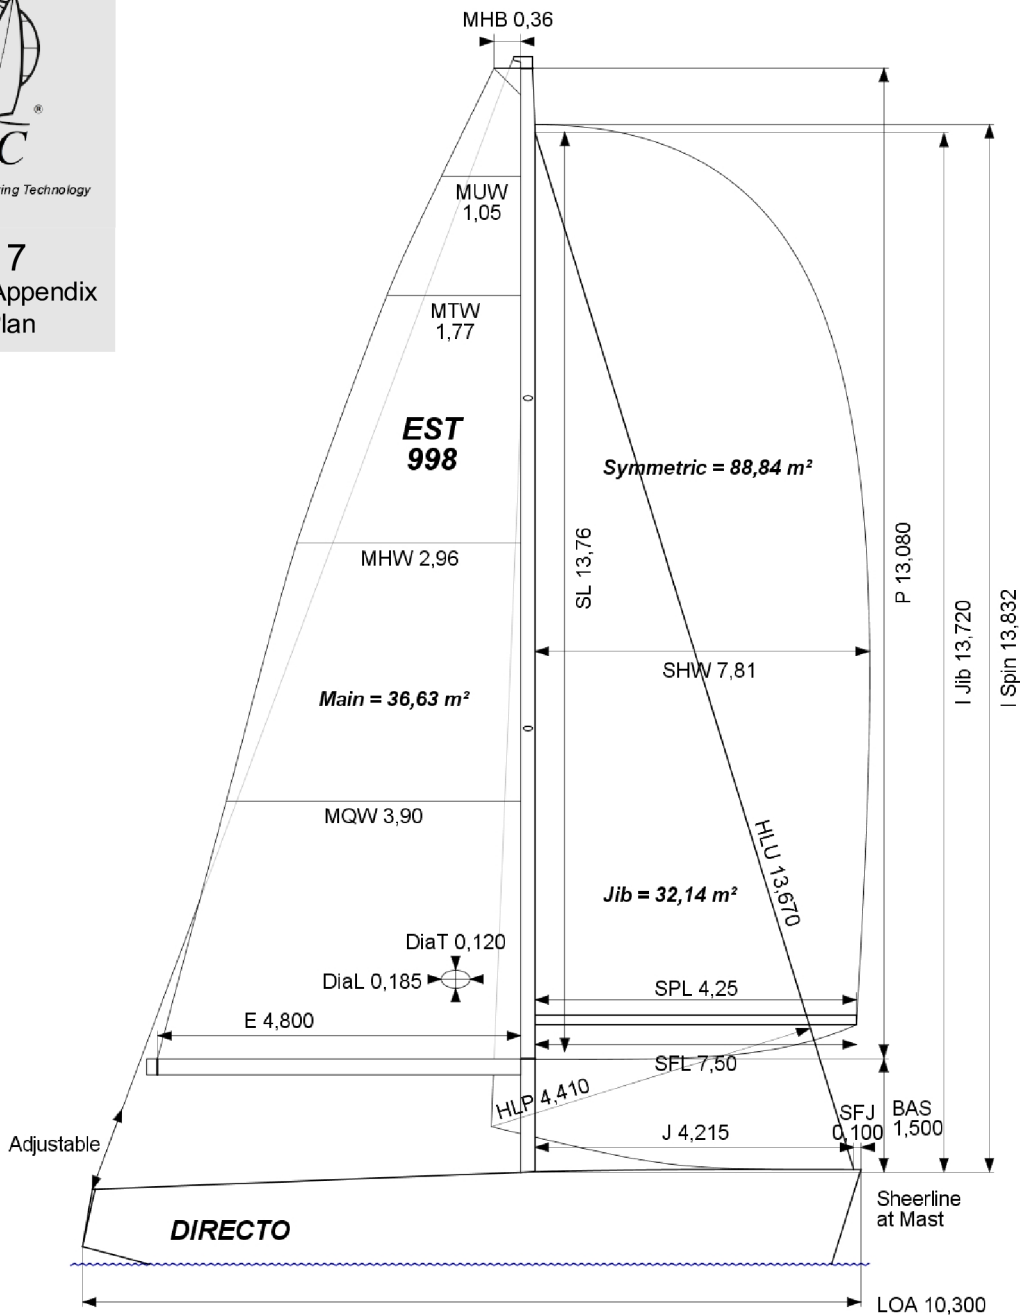 MHB 0,36
®
C
ing Technology
MUW
1,05
7
Appendix
lan
MTW
1,77
EST
998
Symmetric = 88,84 m²
MHW 2,96
SL 13,76
P 13,080
I Jib 13,720
I Spin 13,832
SHW 7,81
Main = 36,63 m²
MQW 3,90
HLU 13,670
Jib = 32,14 m²
DiaT 0,120
DiaL 0,185
SPL 4,25
E 4,800
SFL 7,50
HLP 4,410
SFJ
0,100
BAS
1,500
J 4,215
Adjustable
Sheerline
at Mast
DIRECTO
LOA 10,300